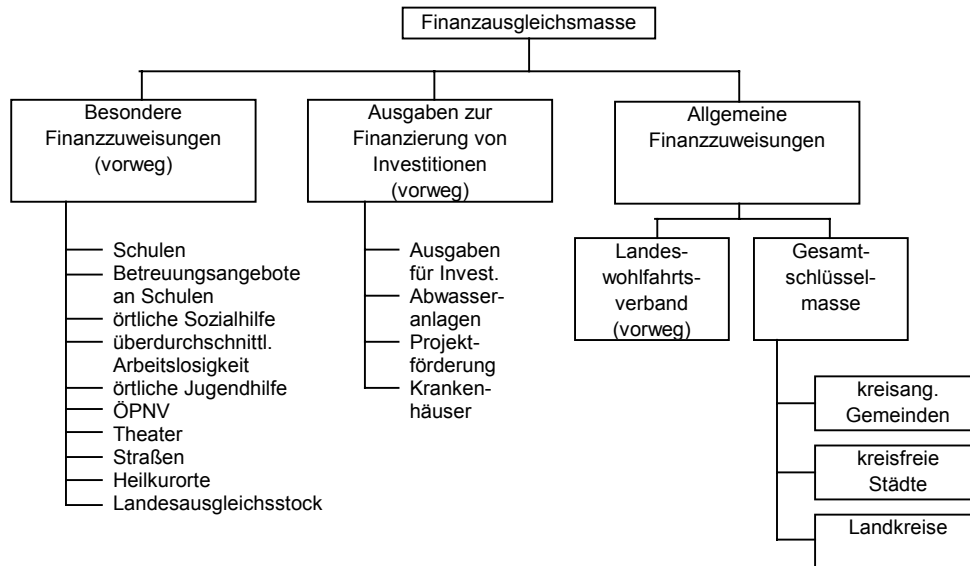 Finanzausgleichsmasse
Besondere
Finanzzuweisungen
(vorweg)
Schulen
Betreuungsangebote
an Schulen
örtliche Sozialhilfe
überdurchschnittl.
Arbeitslosigkeit
örtliche Jugendhilfe
ÖPNV
Theater
Straßen
Heilkurorte
Landesausgleichsstock
Ausgaben zur
Finanzierung von
Investitionen
(vorweg)
Ausgaben
für Invest.
Abwasser-
anlagen
Projekt-
förderung
Kranken-
häuser
Allgemeine
Finanzzuweisungen
Landes-
wohlfahrts-
verband
(vorweg)
Gesamt-
schlüssel-
masse
kreisang.
Gemeinden
kreisfreie
Städte
Landkreise